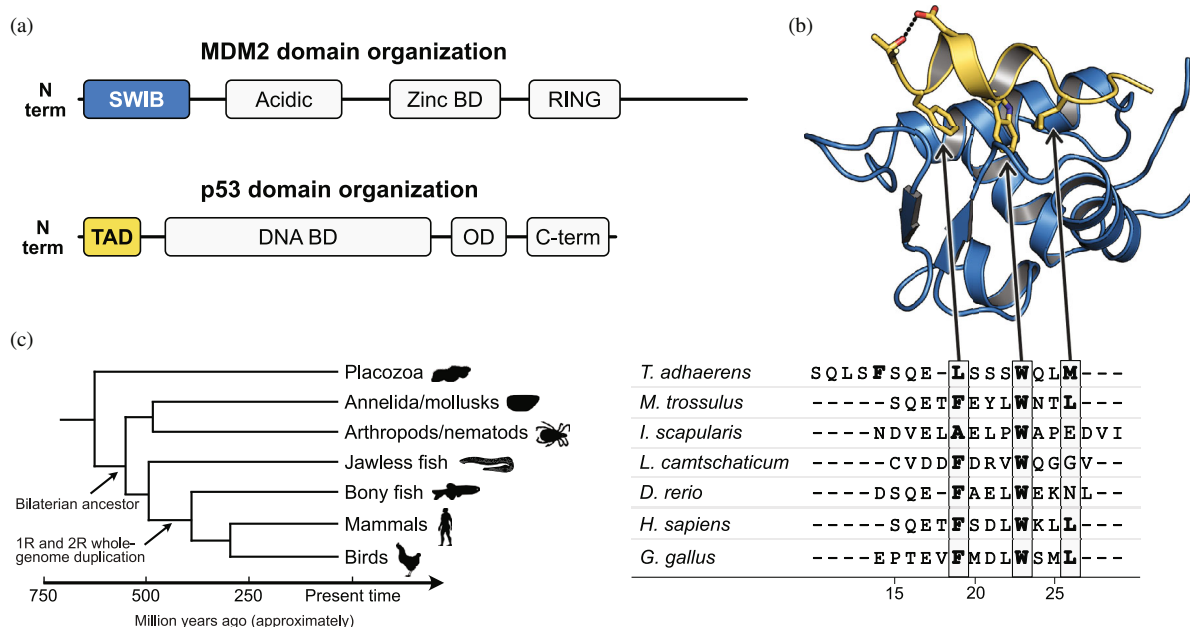 (a)
MDM2 domain organization
N term
SWIB Acidic Zinc BD RING
p53 domain organization
N term
TAD DNA BD OD C-term
(b)
(c)
Placozoa
Annelida/mollusks
Arthropods/nematods
Jawless fish
Bony fish
Mammals
Birds
Bilaterian ancestor
1R and 2R whole-
genome duplication
750 500 250 Present time
Million years ago (approximately)
T. adhaerens SQLSFSQE-LSSSWQLM---
M. trossulus -----SQETFEYLWNTL---
I. scapularis ----NDVELAELPWAPEDVI
L. camtschaticum -----CVDDFDRVWQGGV--
D. rerio ----DSQE-FAELWEKNL--
H. sapiens -----SQETFSDLWKLL---
G. gallus ----EPTEVFMDLWSML---
15 20 25